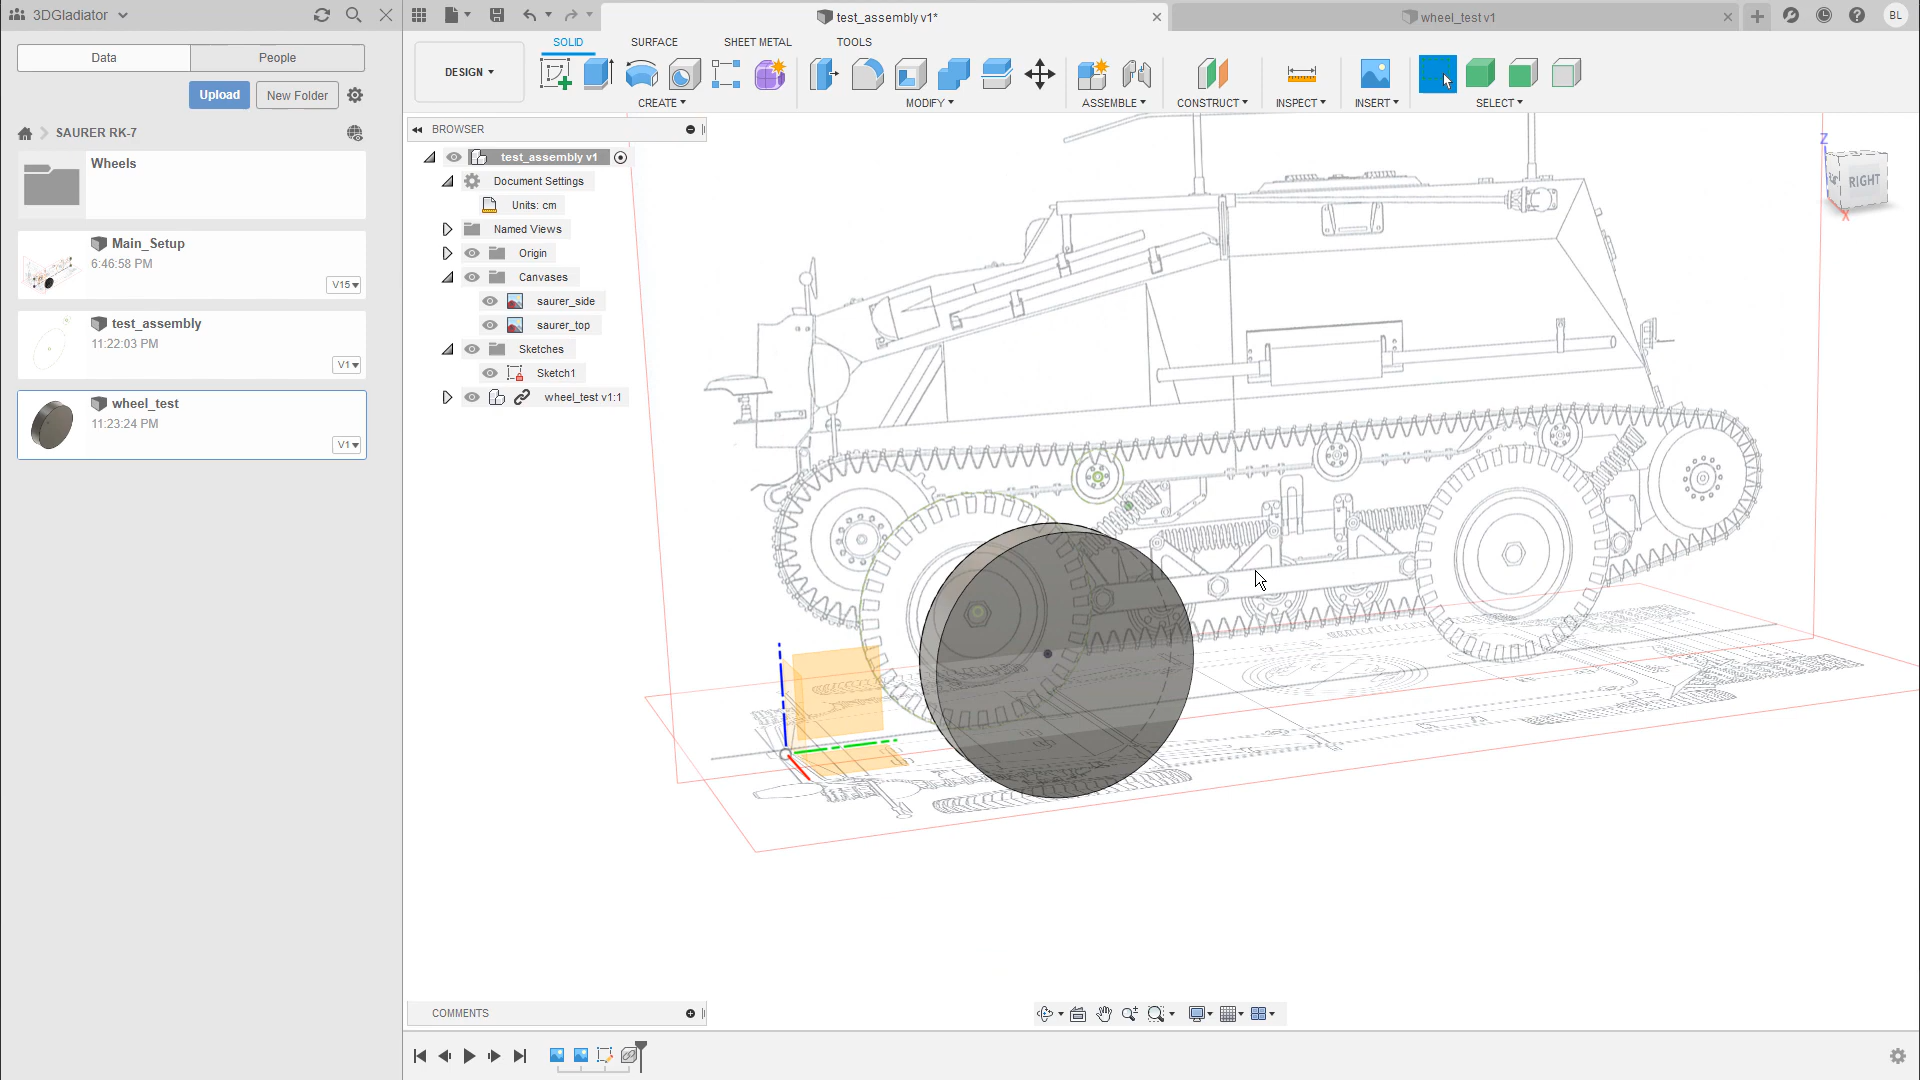 3DGladiator
test_assembly v1*
wheel_test v1
BL
Data
People
Upload
New Folder
SAURER RK-7
Wheels
Main_Setup
6:46:58 PM
V15
test_assembly
11:22:03 PM
V1
wheel_test
11:23:24 PM
V1
SOLID
SURFACE
SHEET METAL
TOOLS
DESIGN
CREATE
MODIFY
ASSEMBLE
CONSTRUCT
INSPECT
INSERT
SELECT
BROWSER
test_assembly v1
Document Settings
Units: cm
Named Views
Origin
Canvases
saurer_side
saurer_top
Sketches
Sketch1
wheel_test v1:1
Z
RIGHT
X
COMMENTS